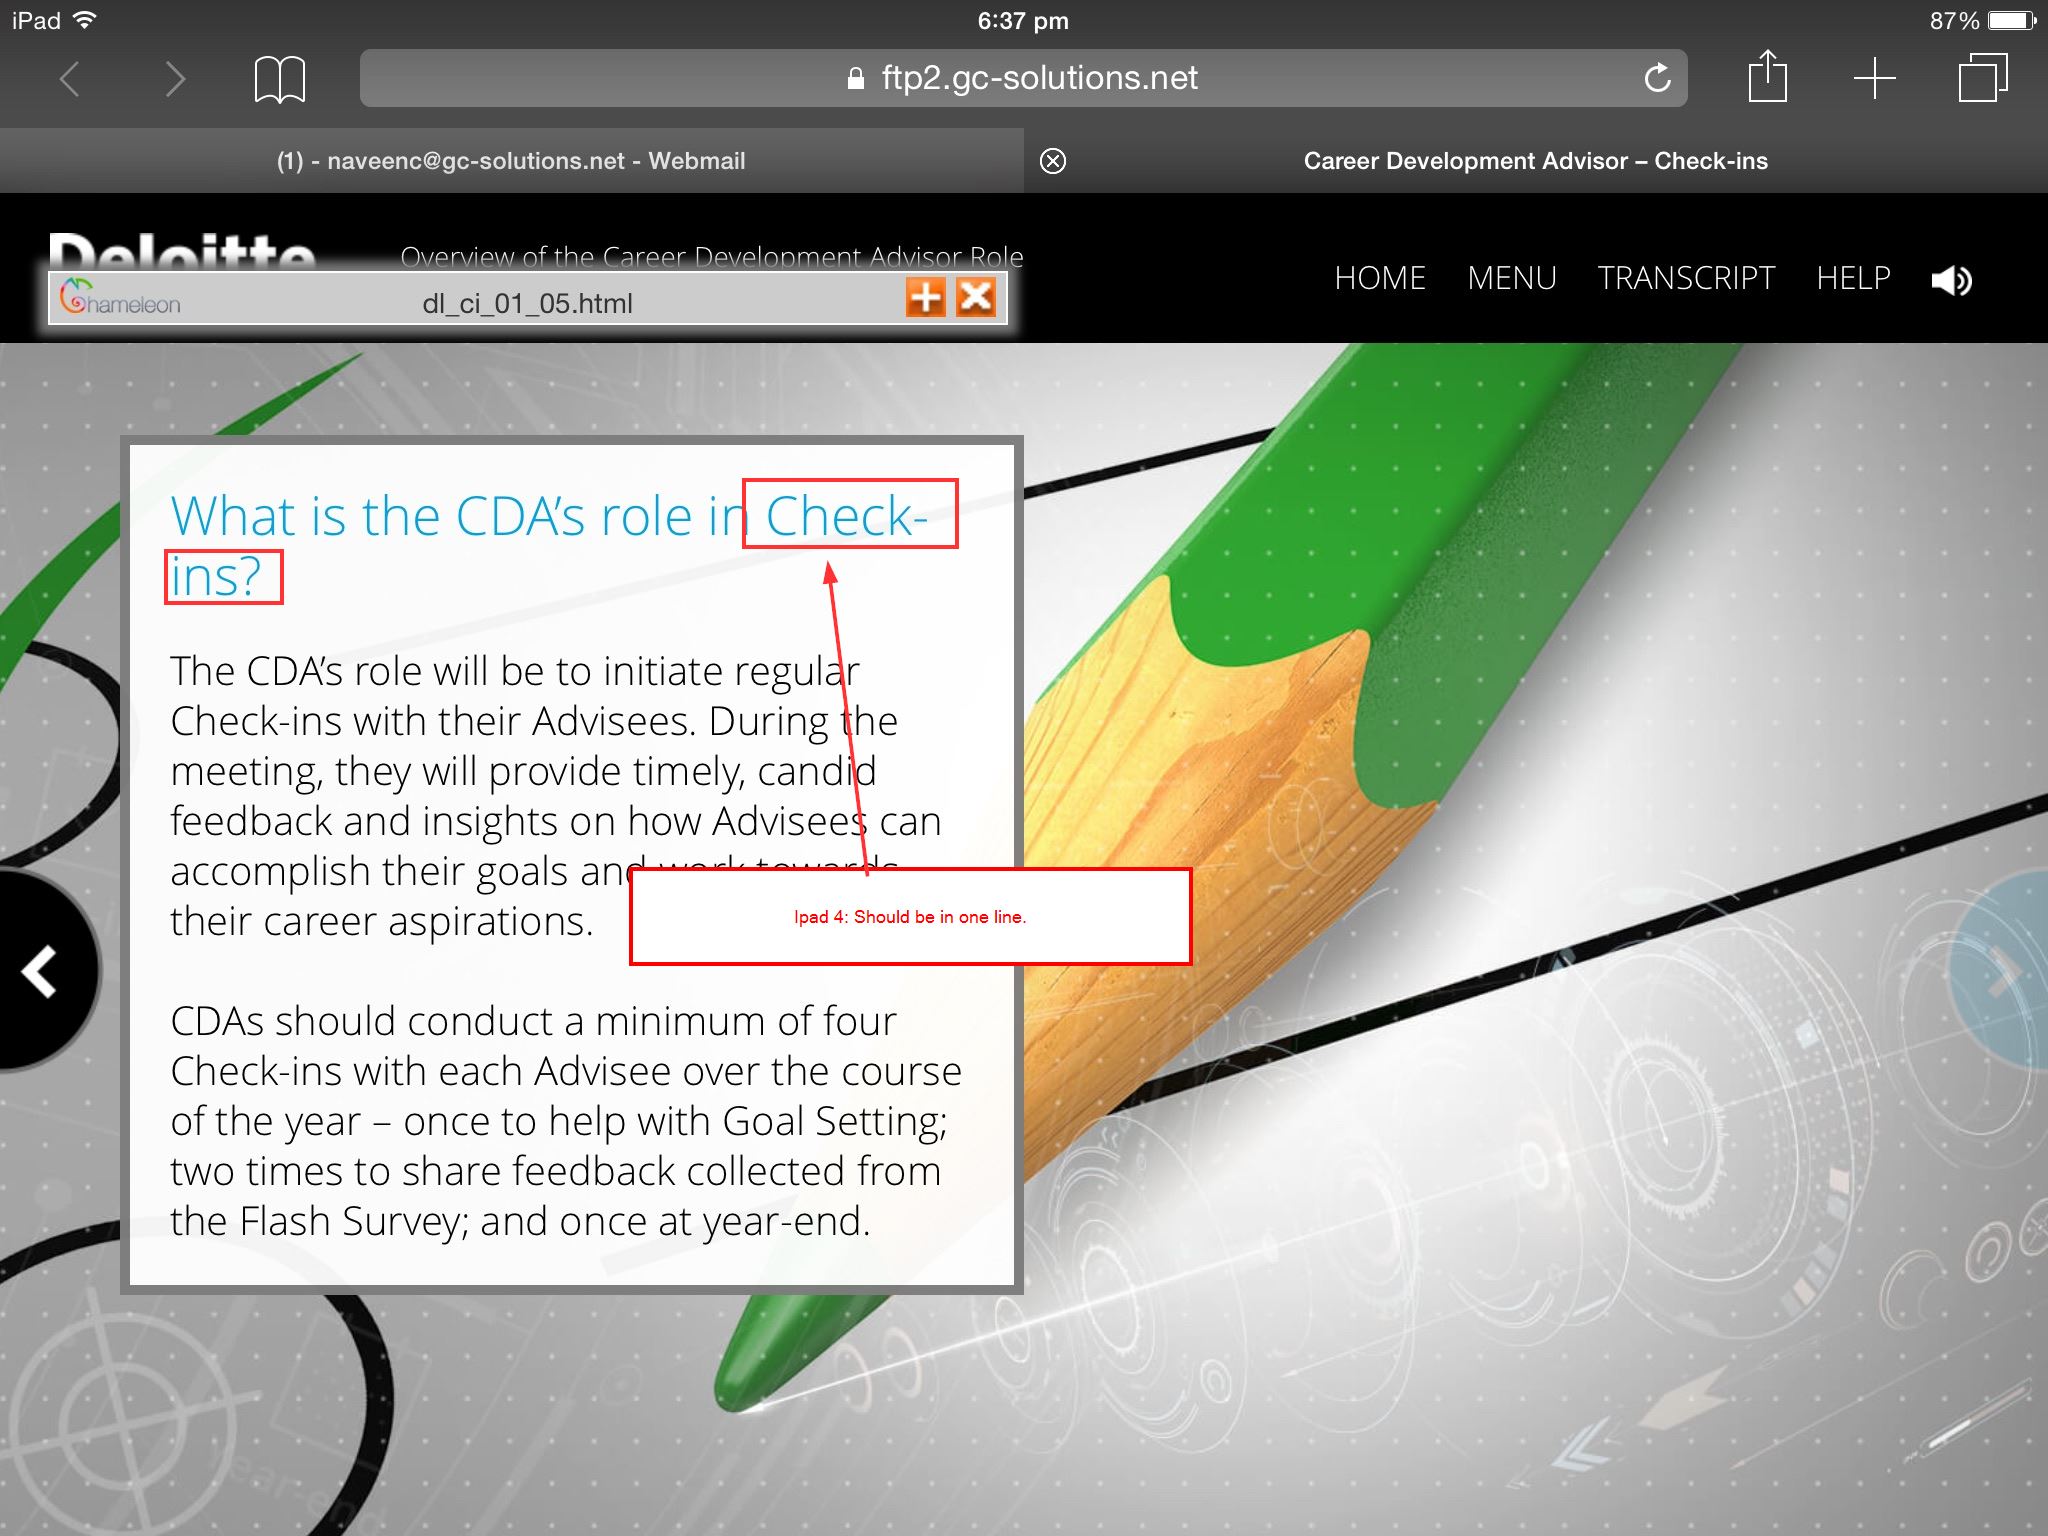 iPad
6:37 pm
87%
ftp2.gc-solutions.net
(1) - naveenc@gc-solutions.net - Webmail
Career Development Advisor – Check-ins
Deloitte
Overview of the Career Development Advisor Role
HOME MENU TRANSCRIPT HELP
Chameleon
dl_ci_01_05.html
What is the CDA’s role in Check-
ins?
The CDA’s role will be to initiate regular
Check-ins with their Advisees. During the
meeting, they will provide timely, candid
feedback and insights on how Advisees can
accomplish their goals and work towards
their career aspirations.
Ipad 4: Should be in one line.
CDAs should conduct a minimum of four
Check-ins with each Advisee over the course
of the year – once to help with Goal Setting;
two times to share feedback collected from
the Flash Survey; and once at year-end.